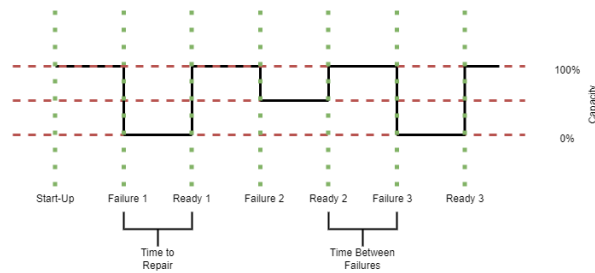 100%
Capacity
0%
Start-Up
Failure 1
Ready 1
Failure 2
Ready 2
Failure 3
Ready 3
Time to
Repair
Time Between
Failures